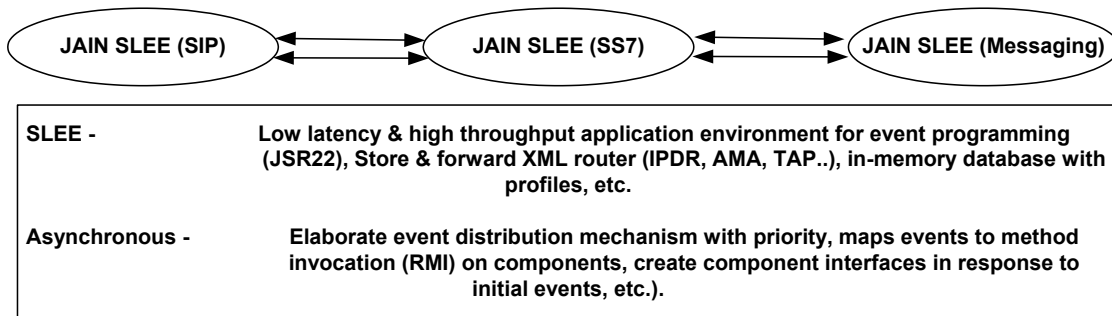 JAIN SLEE (SIP) JAIN SLEE (SS7) JAIN SLEE (Messaging)
SLEE - Low latency & high throughput application environment for event programming
(JSR22), Store & forward XML router (IPDR, AMA, TAP..), in-memory database with
profiles, etc.
Asynchronous - Elaborate event distribution mechanism with priority, maps events to method
invocation (RMI) on components, create component interfaces in response to
initial events, etc.).